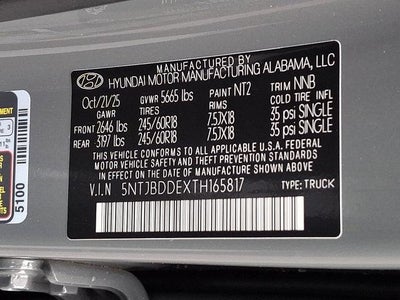 MANUFACTURED BY
HYUNDAI MOTOR MANUFACTURING ALABAMA, LLC
Oct/21/25 GVWR 5665 lbs PAINT NT2 TRIM NNB
GAWR TIRES RIMS COLD TIRE INFL
FRONT 2646 lbs 245/60R18 7.5JX18 35 psi SINGLE
REAR 3197 lbs 245/60R18 7.5JX18 35 psi SINGLE
THIS VEHICLE CONFORMS TO ALL APPLICABLE U.S.A. FEDERAL
MOTOR VEHICLE SAFETY AND THEFT PREVENTION STANDARDS
IN EFFECT ON THE DATE OF MANUFACTURE SHOWN ABOVE.
V.I.N 5NTJBDDEXTH165817 TYPE: TRUCK
5100